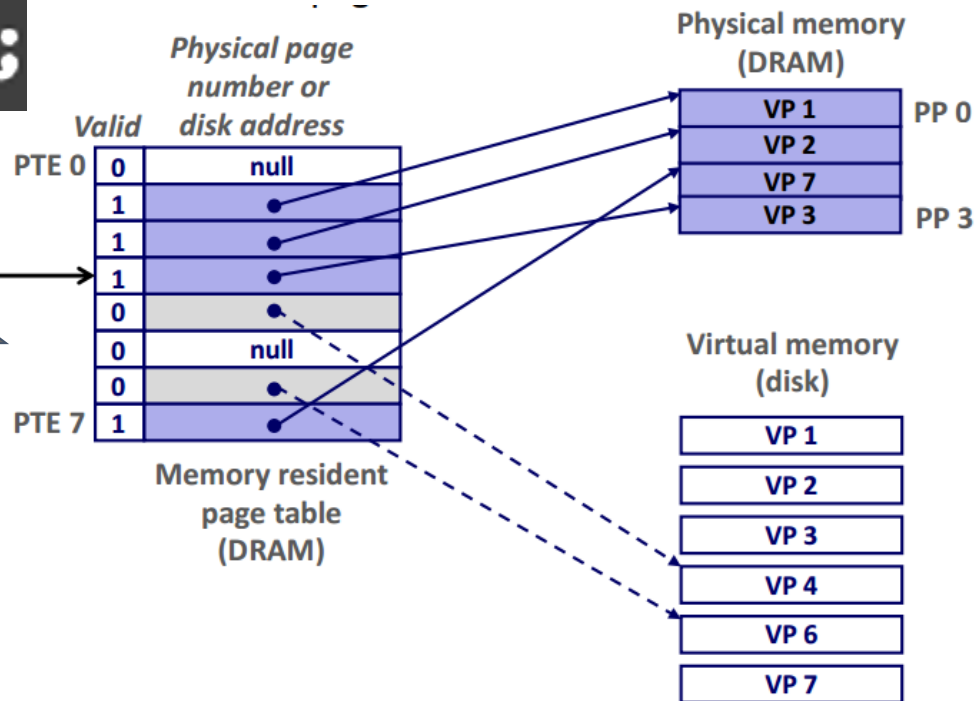 Physical page
number or
disk address
Valid
PTE 0
0
null
1
1
1
0
0
null
0
PTE 7
1
Memory resident
page table
(DRAM)
Physical memory
(DRAM)
VP 1
PP 0
VP 2
VP 7
VP 3
PP 3
Virtual memory
(disk)
VP 1
VP 2
VP 3
VP 4
VP 6
VP 7